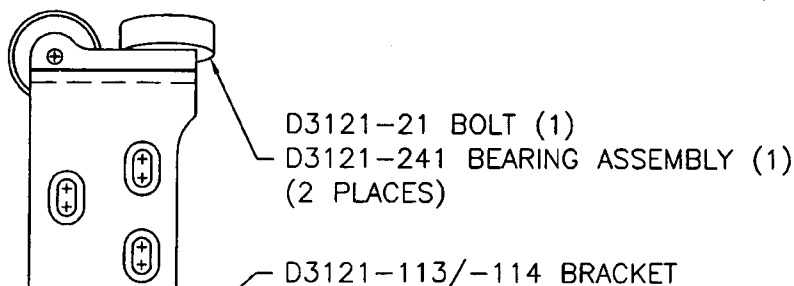 D3121-21 BOLT (1)
D3121-241 BEARING ASSEMBLY (1)
(2 PLACES)
D3121-113/-114 BRACKET